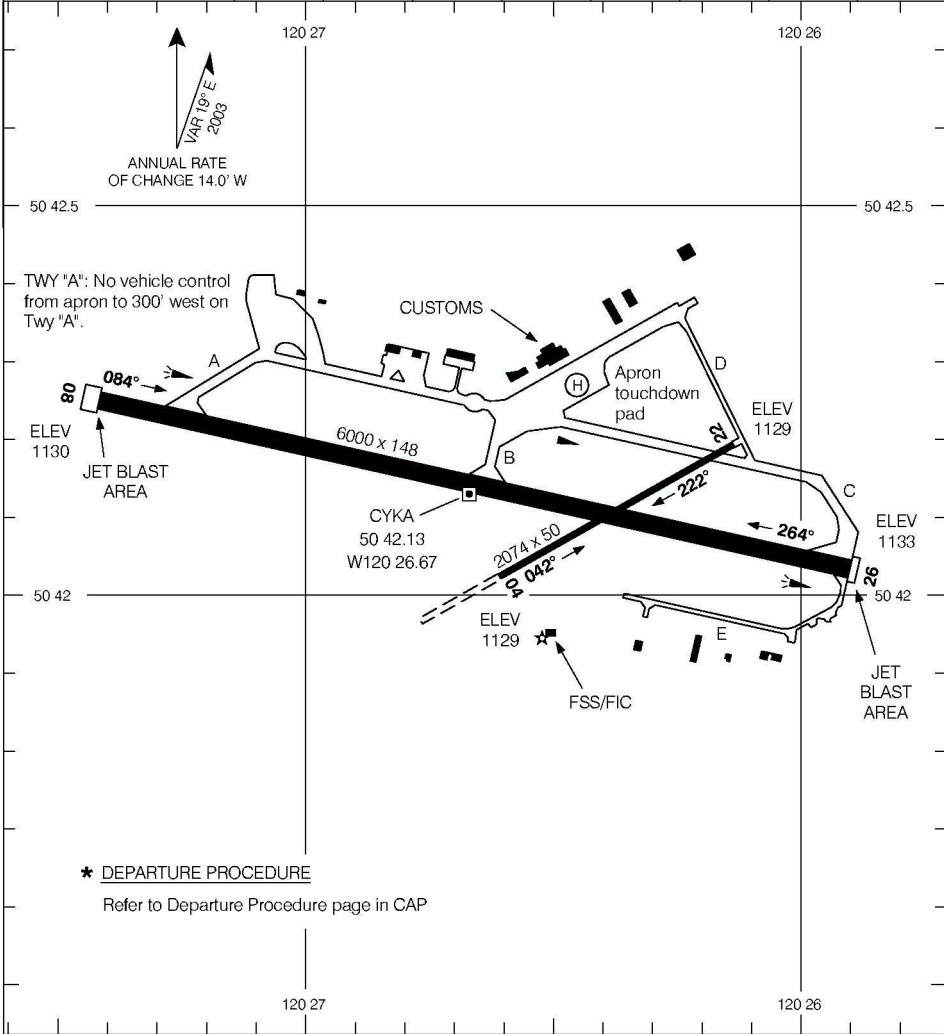 120 27
120 26
VAR 19° E
2003
ANNUAL RATE
OF CHANGE 14.0' W
50 42.5
50 42.5
TWY "A": No vehicle control
from apron to 300' west on
Twy "A".
CUSTOMS
A
D
H
Apron
touchdown
pad
084°
08
ELEV
1130
JET BLAST
AREA
6000 x 148
B
22
ELEV
1129
222°
C
CYKA
50 42.13
W120 26.67
2074 x 50
042°
04
264°
ELEV
1133
26
50 42
50 42
ELEV
1129
E
FSS/FIC
JET
BLAST
AREA
* DEPARTURE PROCEDURE
Refer to Departure Procedure page in CAP
120 27
120 26